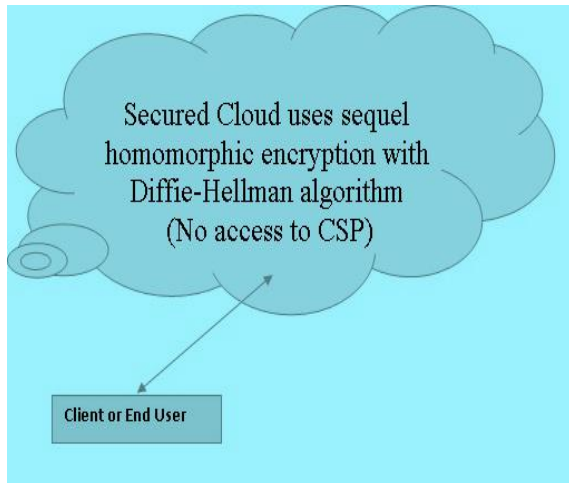 Secured Cloud uses sequel
homomorphic encryption with
Diffie-Hellman algorithm
(No access to CSP)
Client or End User